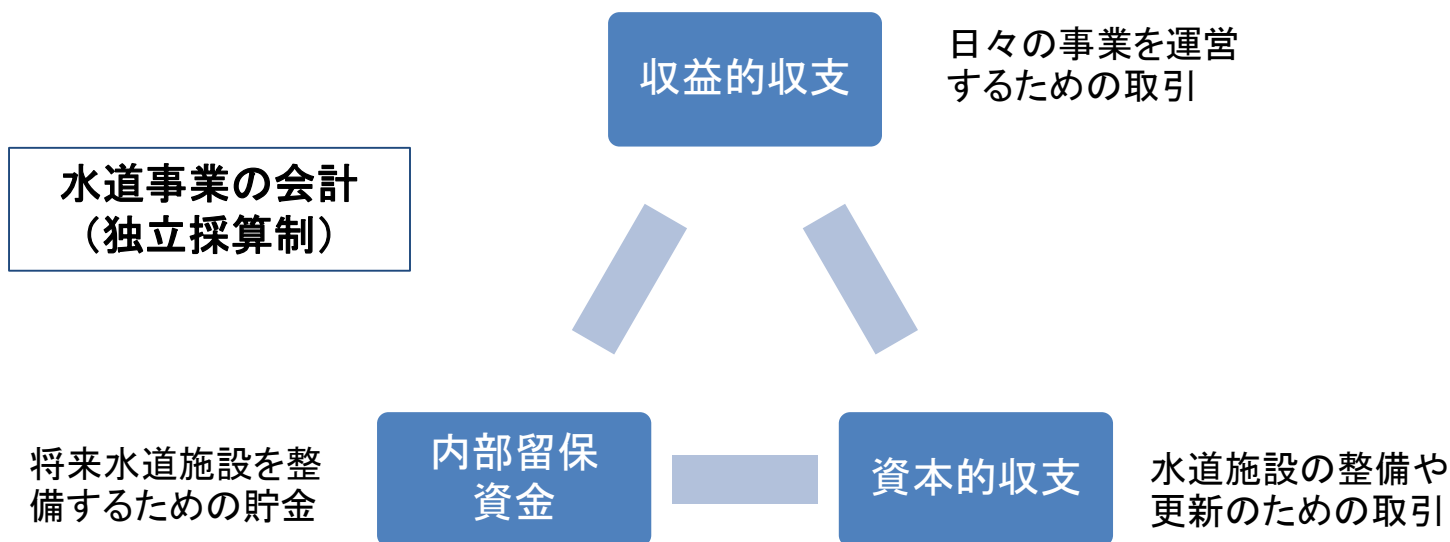 収益的収支
日々の事業を運営
するための取引
水道事業の会計
（独立採算制）
将来水道施設を整
備するための貯金
内部留保
資金
資本的収支
水道施設の整備や
更新のための取引